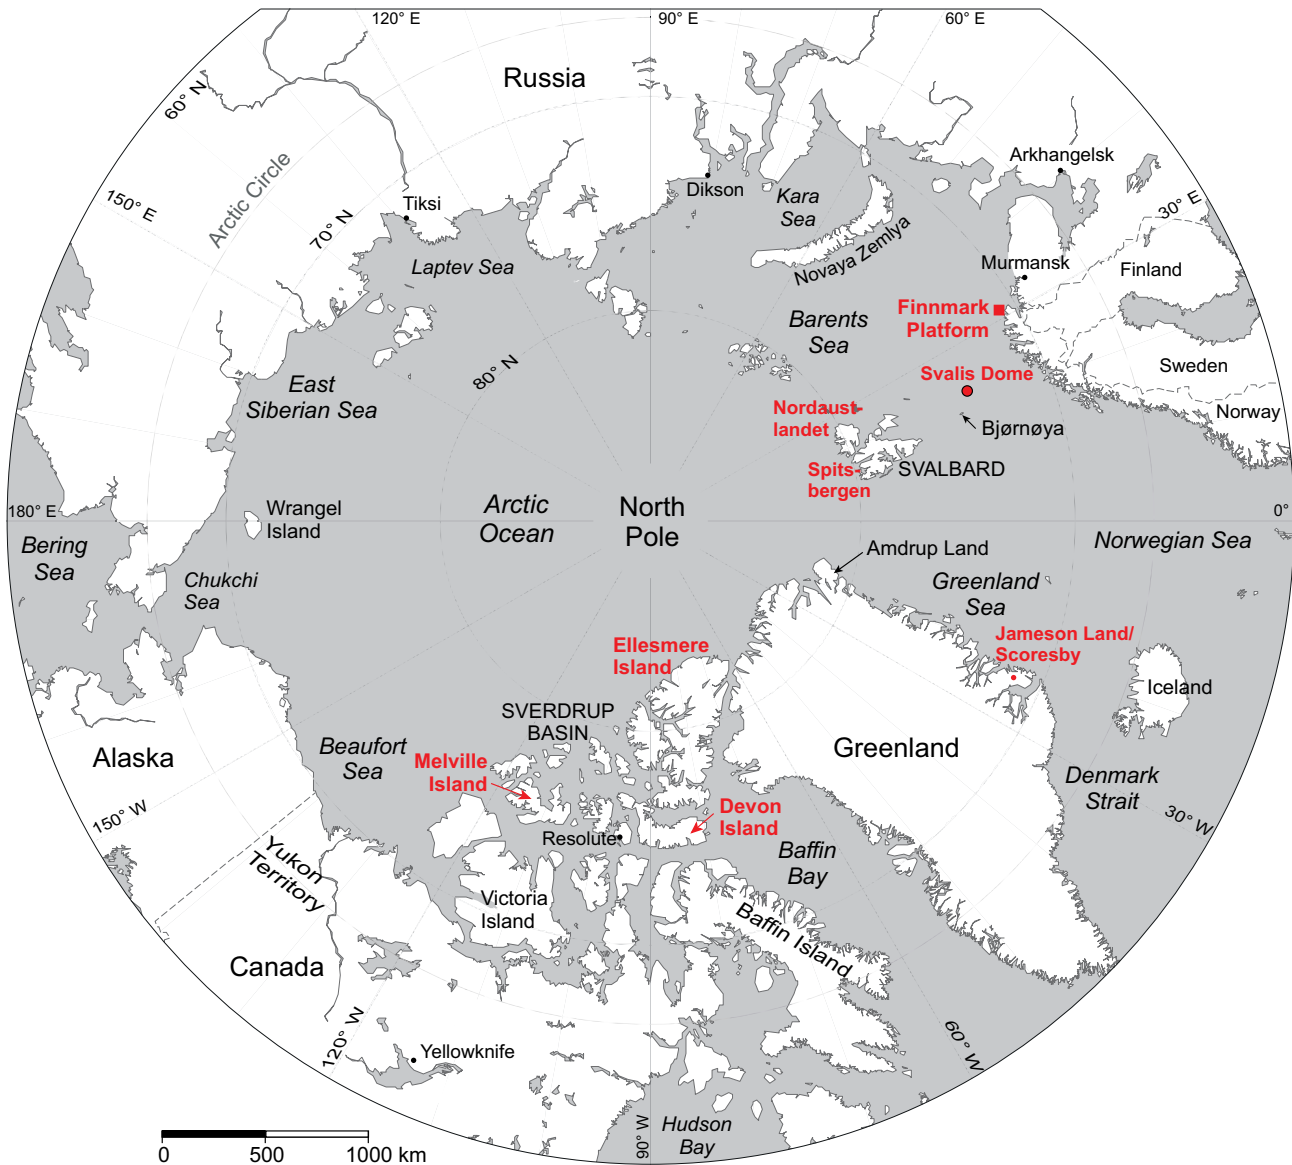 120° E
90° E
60° E
Russia
60° N
Arkhangelsk
Arctic Circle
Dikson
Kara
Sea
150° E
30° E
Tiksi
70° N
Novaya Zemlya
Laptev Sea
Murmansk
Finland
Finnmark
Platform
Barents
Sea
80° N
Svalis Dome
Sweden
East
Siberian Sea
Nordaust-
landet
Norway
Bjørnøya
Spits-
bergen
SVALBARD
180° E
Wrangel
Island
Arctic
Ocean
North
Pole
0°
Bering
Sea
Norwegian Sea
Amdrup Land
Chukchi
Sea
Greenland
Sea
Jameson Land/
Scoresby
Ellesmere
Island
Iceland
SVERDRUP
BASIN
Alaska
Beaufort
Sea
Melville
Island
Greenland
Denmark
Strait
Devon
Island
150° W
30° W
Resolute
Yukon
Territory
Baffin
Bay
Victoria
Island
Baffin Island
Canada
120° W
60° W
Yellowknife
Hudson
Bay
90° W
0
500
1000 km